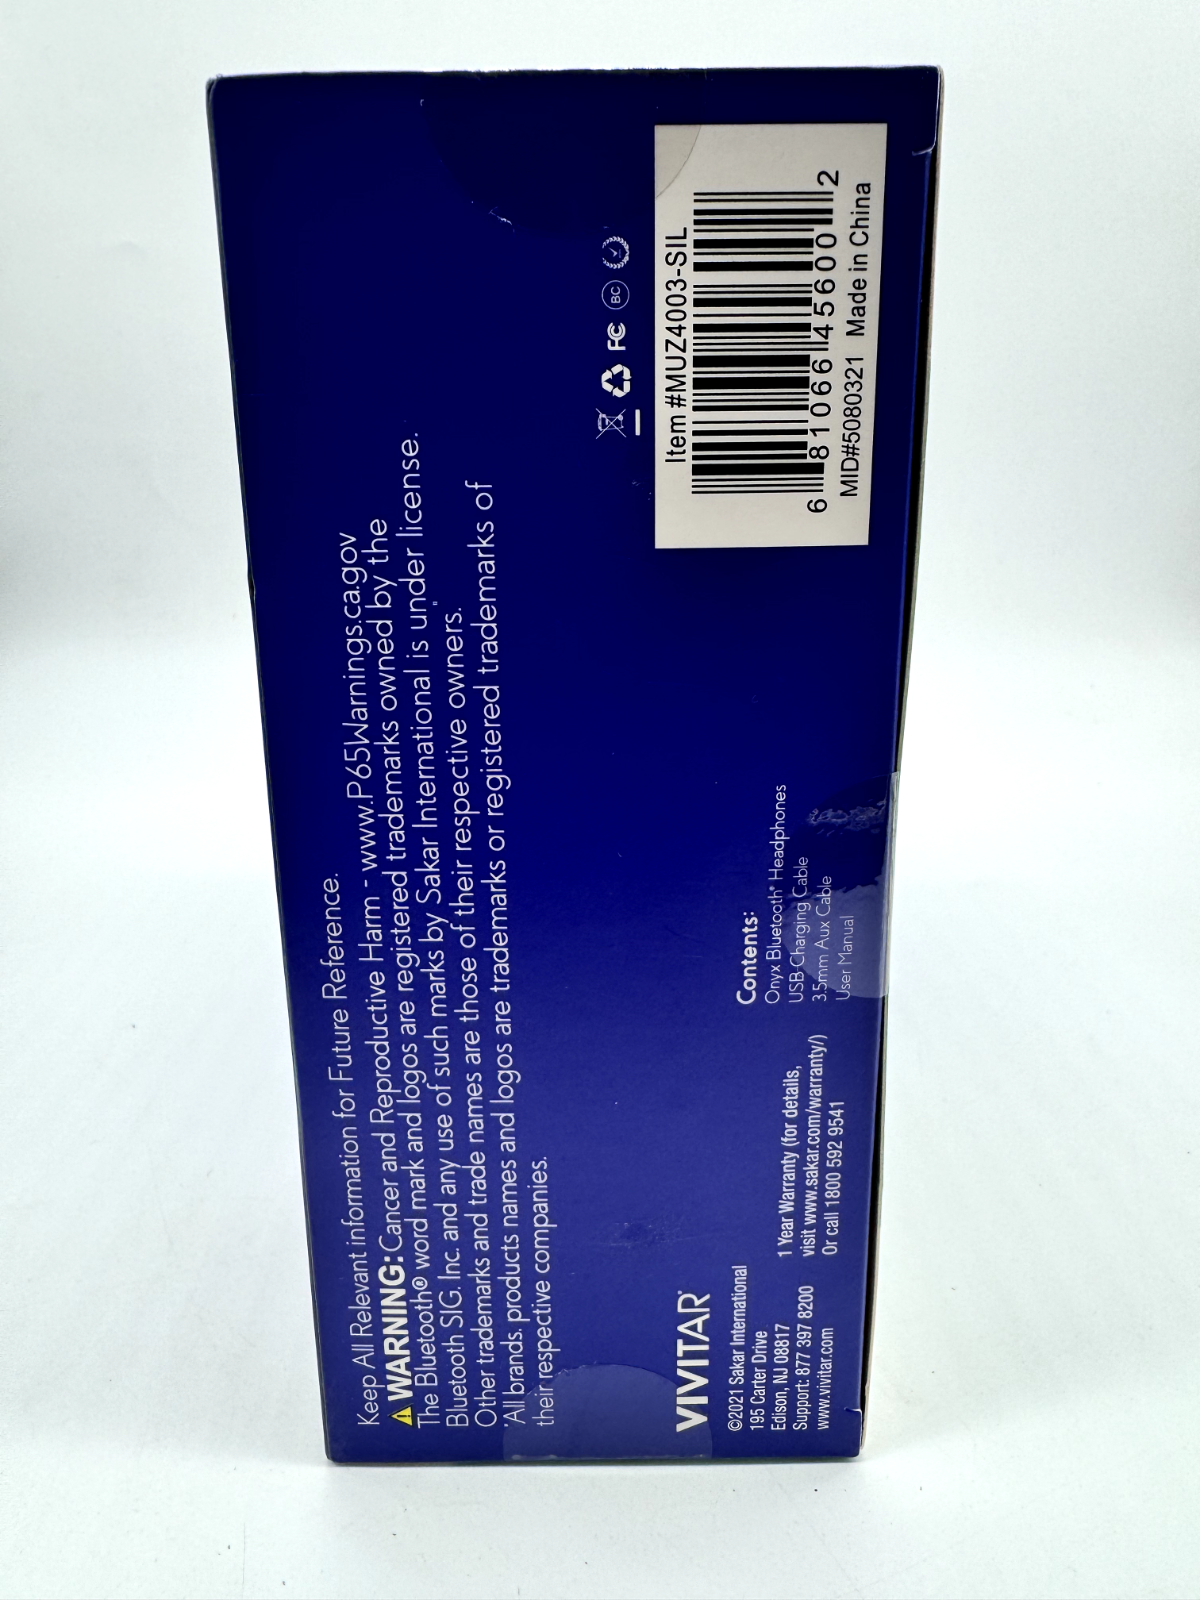 Keep All Relevant information for Future Reference.
⚠ WARNING: Cancer and Reproductive Harm - www.P65Warnings.ca.gov
The Bluetooth® word mark and logos are registered trademarks owned by the
Bluetooth SIG. Inc. and any use of such marks by Sakar International is under license.
Other trademarks and trade names are those of their respective owners.
'All brands. products names and logos are trademarks or registered trademarks of
their respective companies.
FC
BC
Item #MUZ4003-SIL
6 81066 45600 2
MID#5080321 Made in China
VIVITAR®
©2021 Sakar International
195 Carter Drive
Edison, NJ 08817
Support: 877 397 8200
www.vivitar.com
1 Year Warranty (for details,
visit www.sakar.com/warranty/)
Or call 1800 592 9541
Contents:
Onyx Bluetooth® Headphones
USB Charging Cable
3.5mm Aux Cable
User Manual